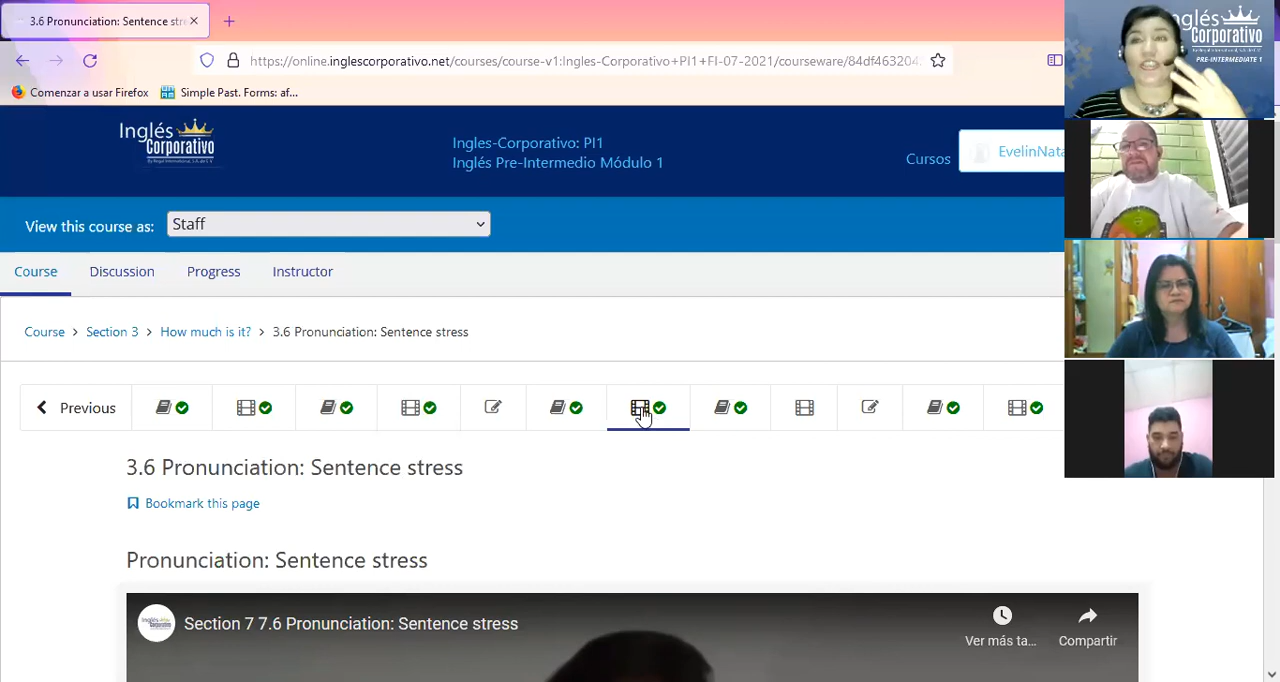 3.6 Pronunciation: Sentence stre
https://online.inglescorporativo.net/courses/course-v1:Ingles-Corporativo+PI1+FI-07-2021/courseware/84df463204
Comenzar a usar Firefox
Simple Past. Forms: af...
Inglés
Corporativo
Ingles-Corporativo: PI1
Inglés Pre-Intermedio Módulo 1
Cursos
EvelinNata
View this course as:
Staff
Course
Discussion
Progress
Instructor
Course > Section 3 > How much is it? > 3.6 Pronunciation: Sentence stress
Previous
3.6 Pronunciation: Sentence stress
Bookmark this page
Pronunciation: Sentence stress
Section 7 7.6 Pronunciation: Sentence stress
Ver más ta...
Compartir
nglés
Corporativo
PRE-INTERMEDIATE 1